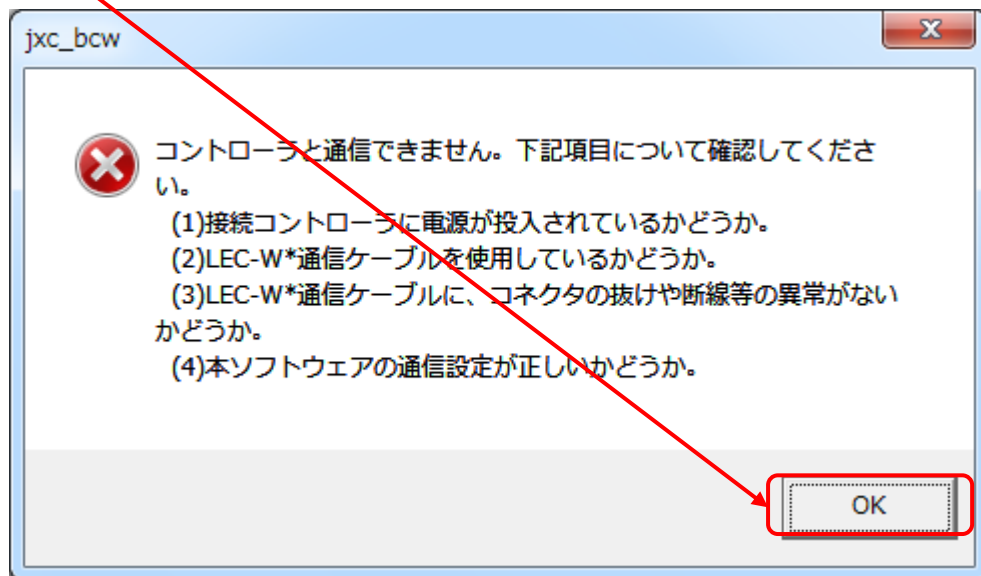 jxc_bcw
コントローラと通信できません。下記項目について確認してくださ
い。
(1)接続コントローラに電源が投入されているかどうか。
(2)LEC-W*通信ケーブルを使用しているかどうか。
(3)LEC-W*通信ケーブルに、コネクタの抜けや断線等の異常がない
かどうか。
(4)本ソフトウェアの通信設定が正しいかどうか。
OK